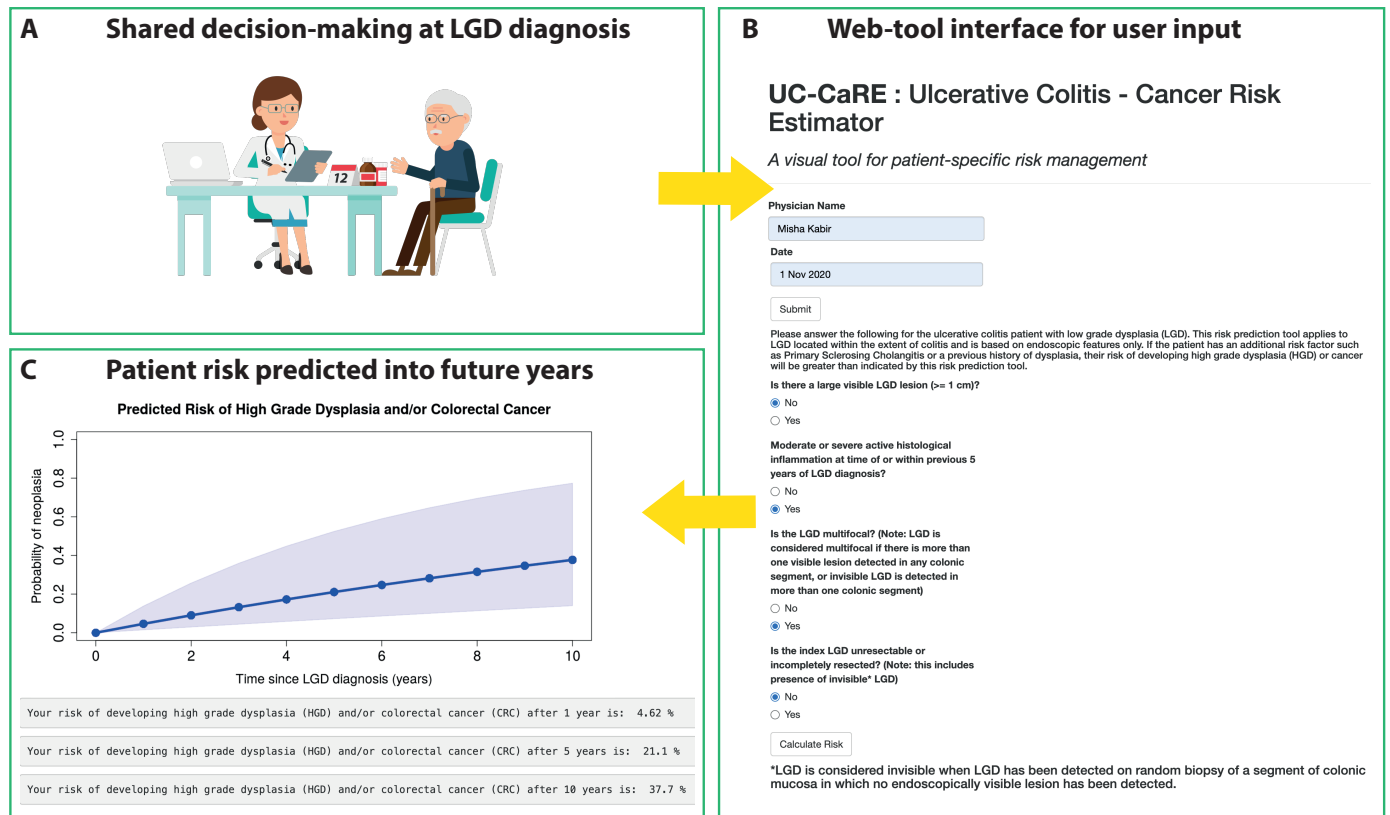 A Shared decision-making at LGD diagnosis
12
B Web-tool interface for user input
UC-CaRE : Ulcerative Colitis - Cancer Risk
Estimator
A visual tool for patient-specific risk management
Physician Name
Misha Kabir
Date
1 Nov 2020
Submit
Please answer the following for the ulcerative colitis patient with low grade dysplasia (LGD). This risk prediction tool applies to
LGD located within the extent of colitis and is based on endoscopic features only. If the patient has an additional risk factor such
as Primary Sclerosing Cholangitis or a previous history of dysplasia, their risk of developing high grade dysplasia (HGD) or cancer
will be greater than indicated by this risk prediction tool.
Is there a large visible LGD lesion (>= 1 cm)?
No
Yes
Moderate or severe active histological
inflammation at time of or within previous 5
years of LGD diagnosis?
No
Yes
Is the LGD multifocal? (Note: LGD is
considered multifocal if there is more than
one visible lesion detected in any colonic
segment, or invisible LGD is detected in
more than one colonic segment)
No
Yes
Is the index LGD unresectable or
incompletely resected? (Note: this includes
presence of invisible* LGD)
No
Yes
Calculate Risk
*LGD is considered invisible when LGD has been detected on random biopsy of a segment of colonic
mucosa in which no endoscopically visible lesion has been detected.
C Patient risk predicted into future years
Predicted Risk of High Grade Dysplasia and/or Colorectal Cancer
Probability of neoplasia
1.0
0.8
0.6
0.4
0.2
0.0
0 2 4 6 8 10
Time since LGD diagnosis (years)
Your risk of developing high grade dysplasia (HGD) and/or colorectal cancer (CRC) after 1 year is: 4.62 %
Your risk of developing high grade dysplasia (HGD) and/or colorectal cancer (CRC) after 5 years is: 21.1 %
Your risk of developing high grade dysplasia (HGD) and/or colorectal cancer (CRC) after 10 years is: 37.7 %